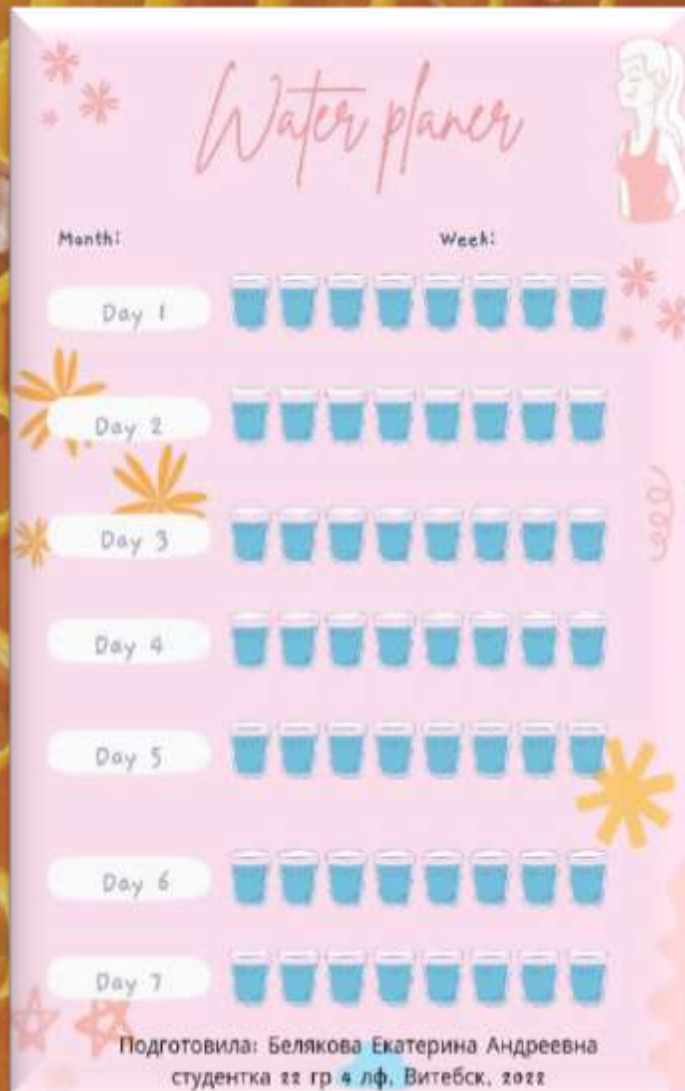 Water planer
Month: Week:
Day 1
Day 2
Day 3
Day 4
Day 5
Day 6
Day 7
Подготовила: Белякова Екатерина Андреевна
студентка 22 гр 4 лф, Витебск, 2022